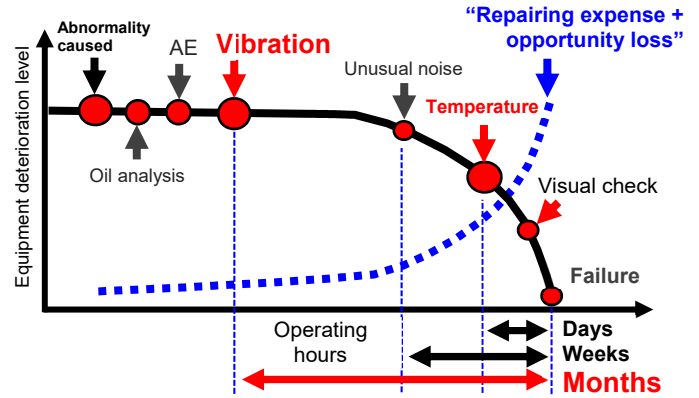 “Repairing expense +
opportunity loss”
Abnormality
caused
AE
Vibration
Unusual noise
Temperature
Oil analysis
Visual check
Equipment deterioration level
Failure
Operating
hours
Days
Weeks
Months